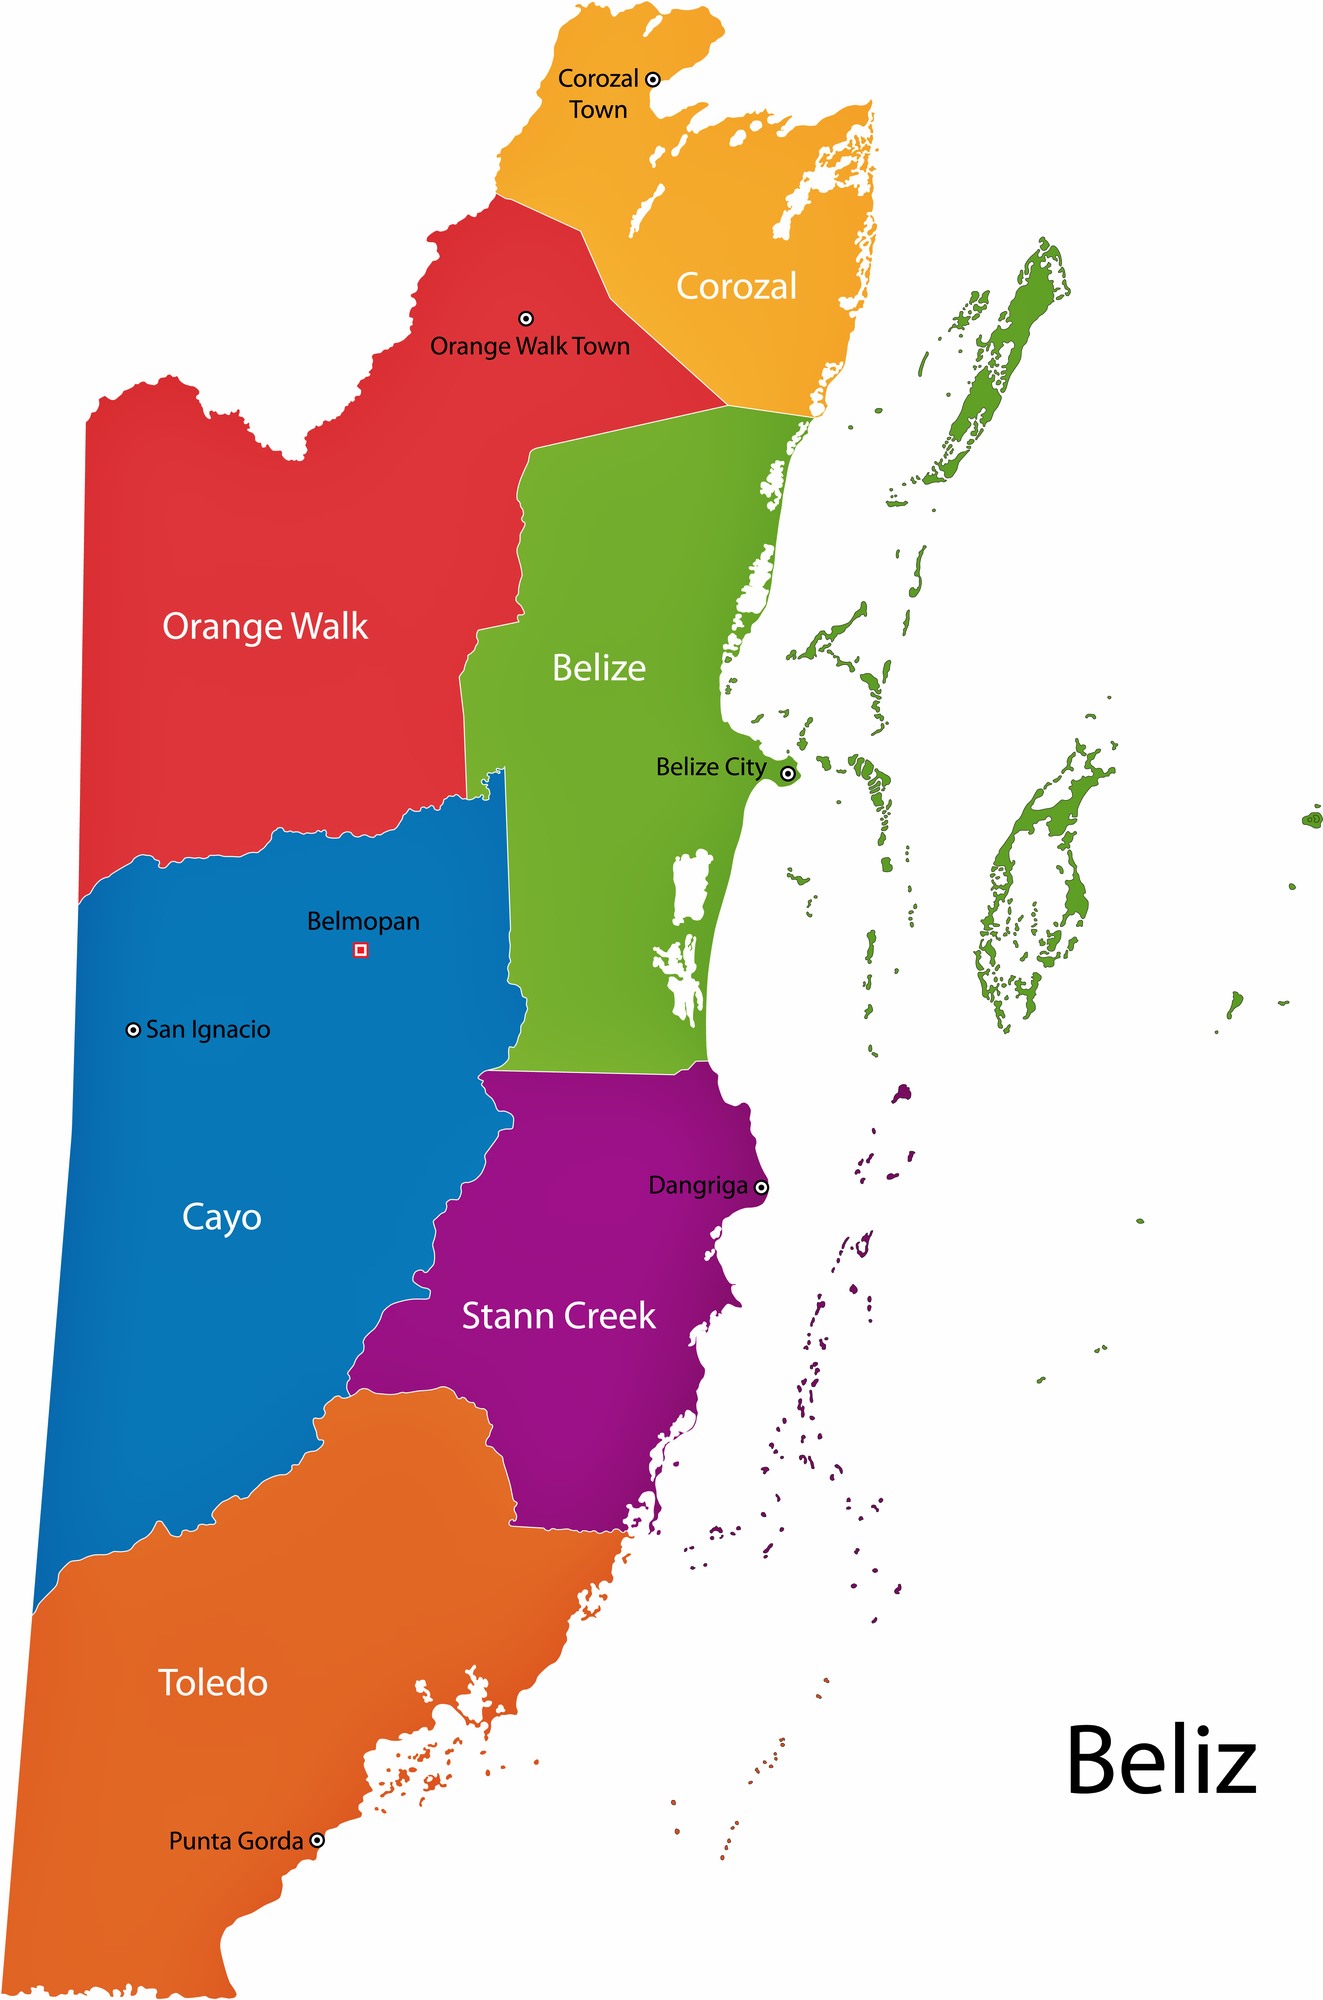 Corozal
Town
Corozal
Orange Walk Town
Orange Walk
Belize
Belize City
Belmopan
San Ignacio
Dangriga
Cayo
Stann Creek
Toledo
Beliz
Punta Gorda